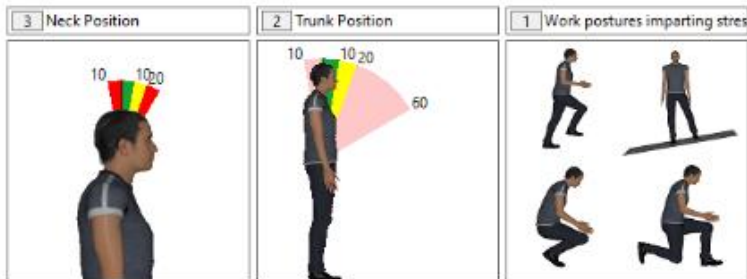 3 Neck Position
2 Trunk Position
1 Work postures imparting stres
10 10 20
10 10 20
60